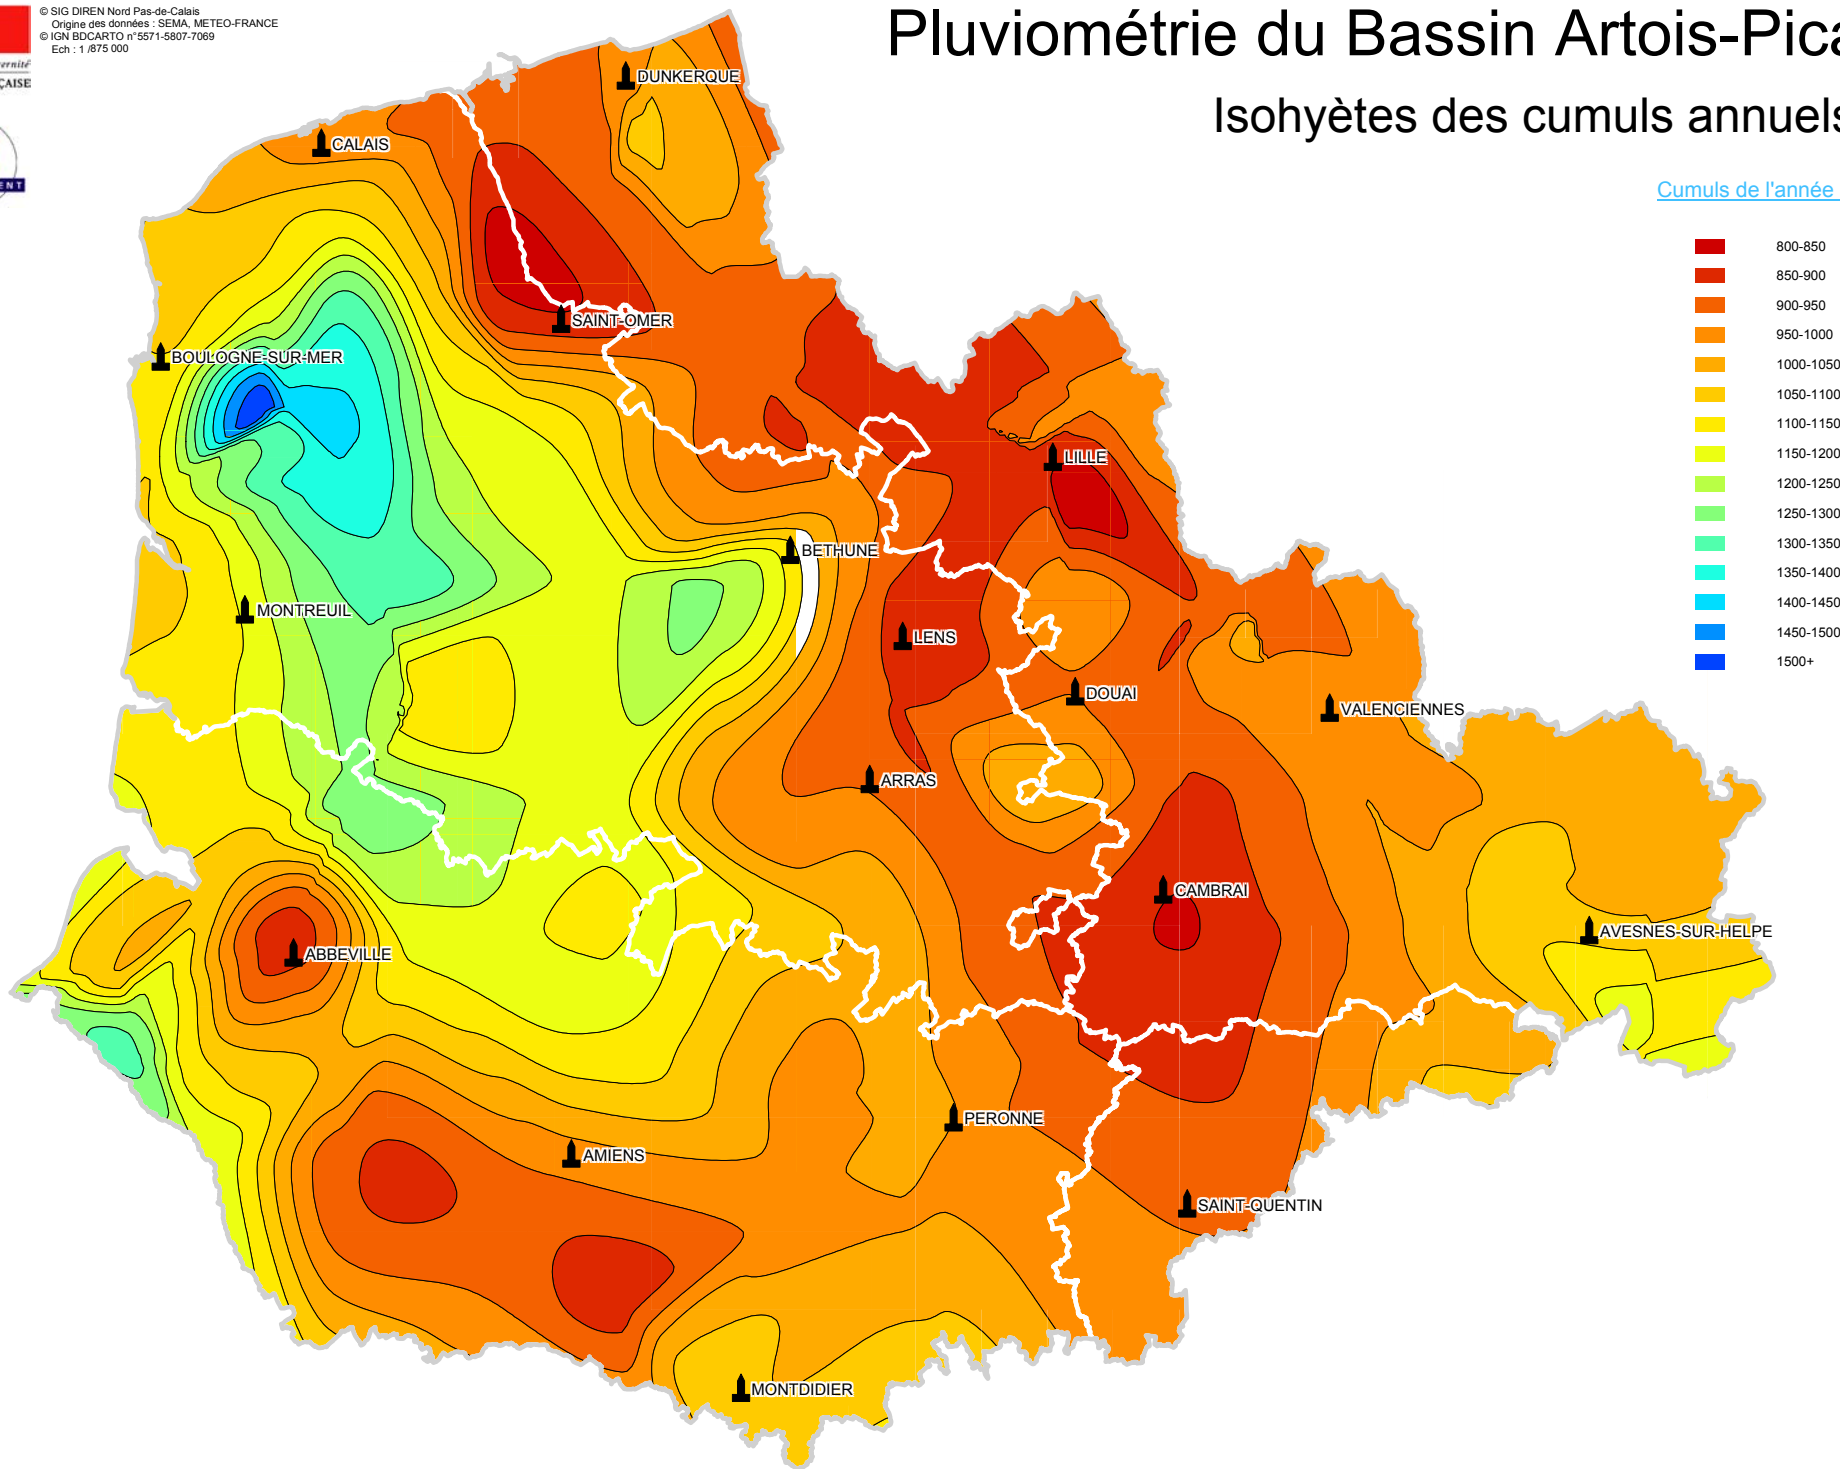 © SIG DIREN Nord Pas-de-Calais
Origine des données : SEMA, METEO-FRANCE
© IGN BDCARTO n°5571-5807-7069
Ech : 1 /875 000
Pluviométrie du Bassin Artois-Pica
Isohyètes des cumuls annuels
Cumuls de l'année
800-850
850-900
900-950
950-1000
1000-1050
1050-1100
1100-1150
1150-1200
1200-1250
1250-1300
1300-1350
1350-1400
1400-1450
1450-1500
1500+
DUNKERQUE
CALAIS
SAINT-OMER
BOULOGNE-SUR-MER
LILLE
BETHUNE
MONTREUIL
LENS
DOUAI
VALENCIENNES
ARRAS
CAMBRAI
AVESNES-SUR-HELPE
ABBEVILLE
PERONNE
AMIENS
SAINT-QUENTIN
MONTDIDIER